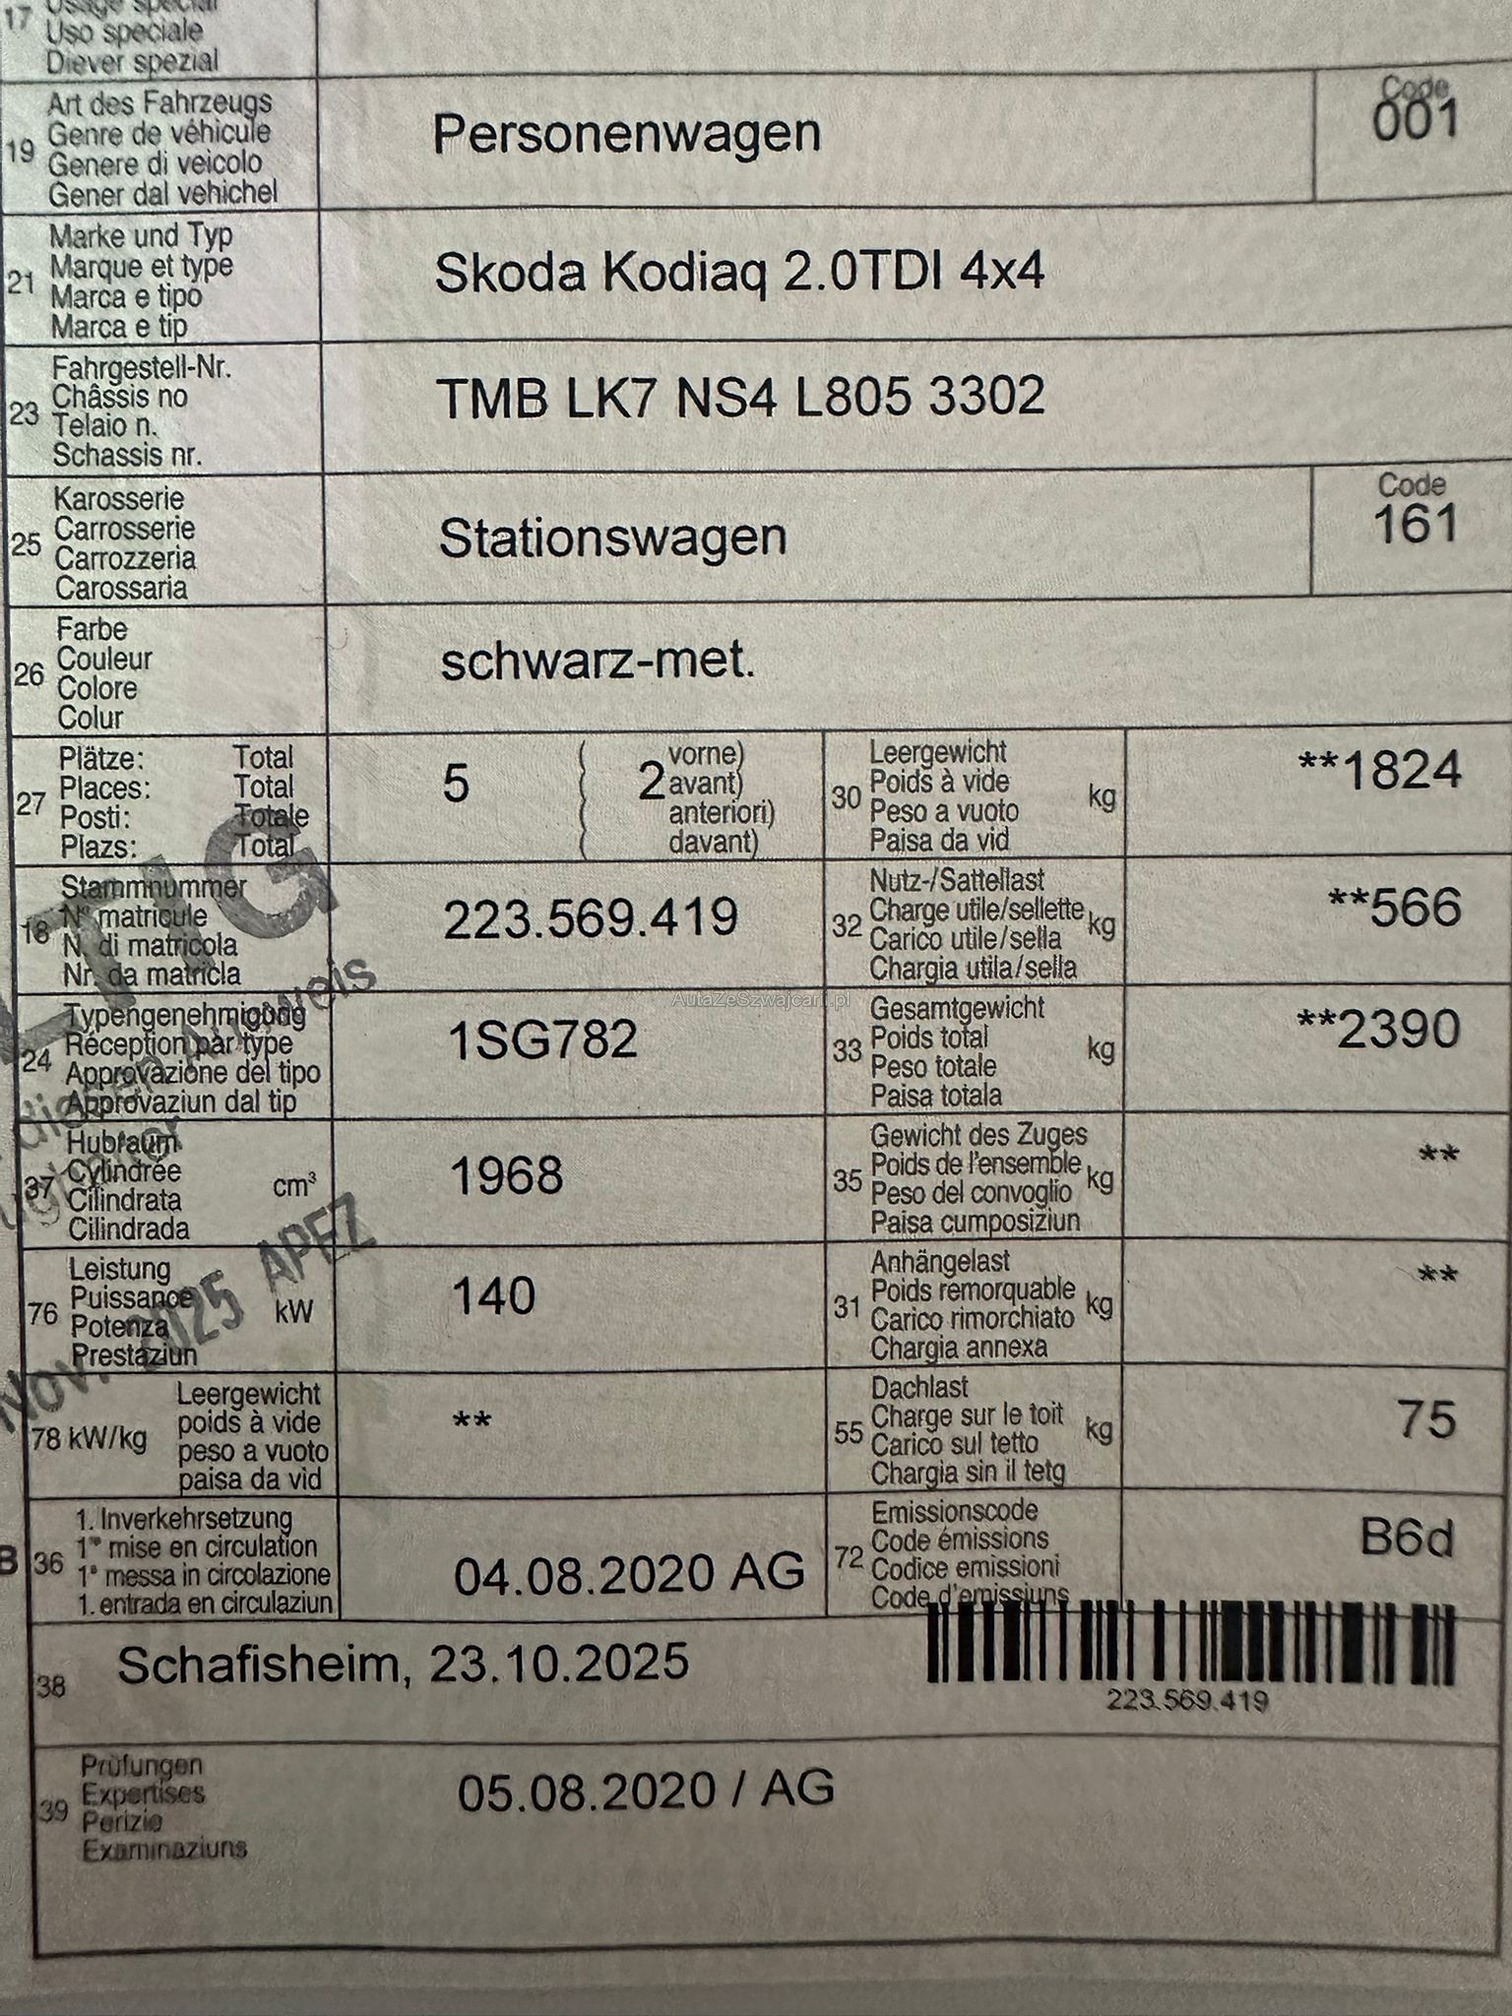 17 Usage spécial
Uso speciale
Diever spezial
19 Art des Fahrzeugs
Genre de véhicule
Genere di veicolo
Gener dal vehichel
Personenwagen
Code
001
21 Marke und Typ
Marque et type
Marca e tipo
Marca e tip
Skoda Kodiaq 2.0TDI 4x4
23 Fahrgestell-Nr.
Châssis no
Telaio n.
Schassis nr.
TMB LK7 NS4 L805 3302
25 Karosserie
Carrosserie
Carrozzeria
Carossaria
Stationswagen
Code
161
26 Farbe
Couleur
Colore
Colur
schwarz-met.
27 Plätze: Total
Places: Total
Posti: Totale
Plazs: Total
5 ( 2 vorne)
( avant)
( anteriori)
( davant)
30 Leergewicht
Poids à vide
Peso a vuoto
Paisa da vid
kg
**1824
18 Stammnummer
N° matricule
N. di matricola
Nr. da matricla
223.569.419
32 Nutz-/Sattellast
Charge utile/sellette
Carico utile/sella
Chargia utila/sella
kg
**566
24 Typengenehmigung
Réception par type
Approvazione del tipo
Approvaziun dal tip
1SG782
33 Gesamtgewicht
Poids total
Peso totale
Paisa totala
kg
**2390
37 Hubraum
Cylindrée
Cilindrata
Cilindrada
cm³
1968
35 Gewicht des Zuges
Poids de l'ensemble
Peso del convoglio
Paisa cumposiziun
kg
**
76 Leistung
Puissance
Potenza
Prestaziun
kW
140
31 Anhängelast
Poids remorquable
Carico rimorchiato
Chargia annexa
kg
**
78 kW/kg
Leergewicht
poids à vide
peso a vuoto
paisa da vid
**
55 Dachlast
Charge sur le toit
Carico sul tetto
Chargia sin il tetg
kg
75
B 36 1. Inverkehrsetzung
1re mise en circulation
1a messa in circolazione
1. entrada en circulaziun
04.08.2020 AG
72 Emissionscode
Code émissions
Codice emissioni
Code d'emissiuns
B6d
38 Schafisheim, 23.10.2025
223.569.419
39 Prüfungen
Expertises
Perizie
Examinaziuns
05.08.2020 / AG
Nov. 2025 APEZ
AutaZeSzwajcarii.pl